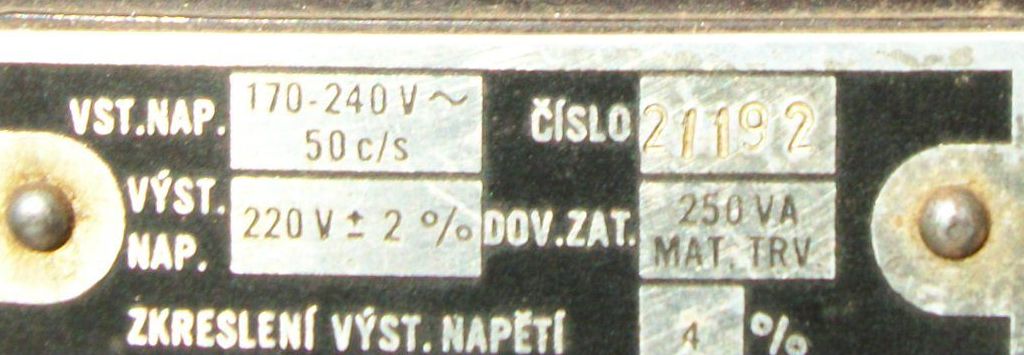 VST.NAP. 170-240 V ~ 50 c/s
ČÍSLO 21192
VÝST. NAP. 220 V ± 2 %
DOV.ZAT. 250 VA MAT. TRV
ZKRESLENÍ VÝST. NAPĚTÍ 4 %